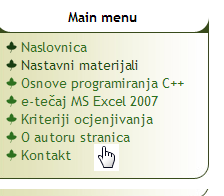 Main menu
Naslovnica
Nastavni materijali
Osnove programiranja C++
e-tečaj MS Excel 2007
Kriteriji ocjenjivanja
O autoru stranica
Kontakt